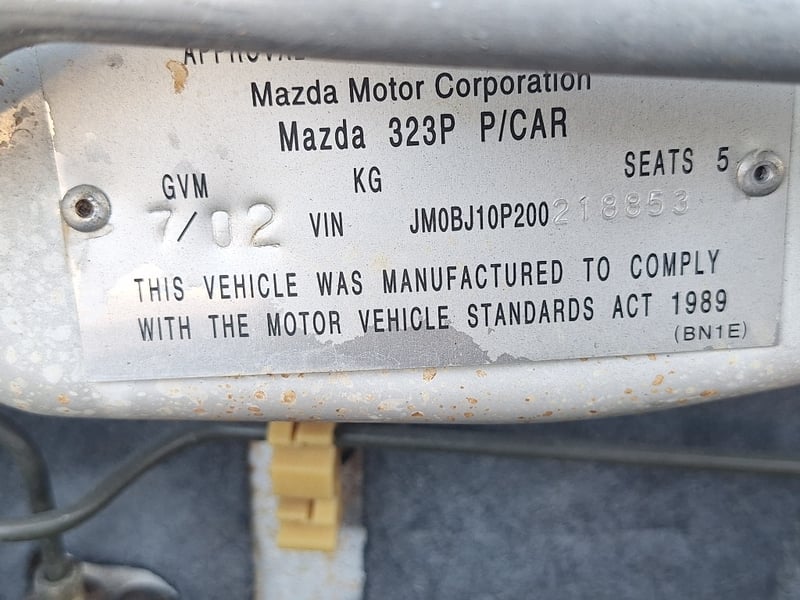 APPROVAL
Mazda Motor Corporation
Mazda 323P P/CAR
GVM KG SEATS 5
7/02 VIN JM0BJ10P200218853
THIS VEHICLE WAS MANUFACTURED TO COMPLY
WITH THE MOTOR VEHICLE STANDARDS ACT 1989
(BN1E)